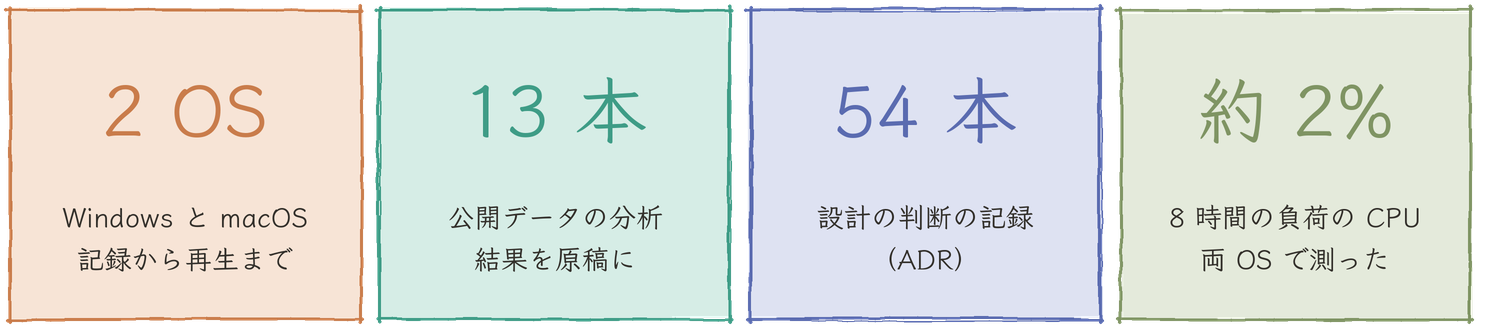 2 OS
Windows と macOS
記録から再生まで
13 本
公開データの分析
結果を原稿に
54 本
設計の判断の記録
(ADR)
約 2%
8 時間の負荷の CPU
両 OS で測った